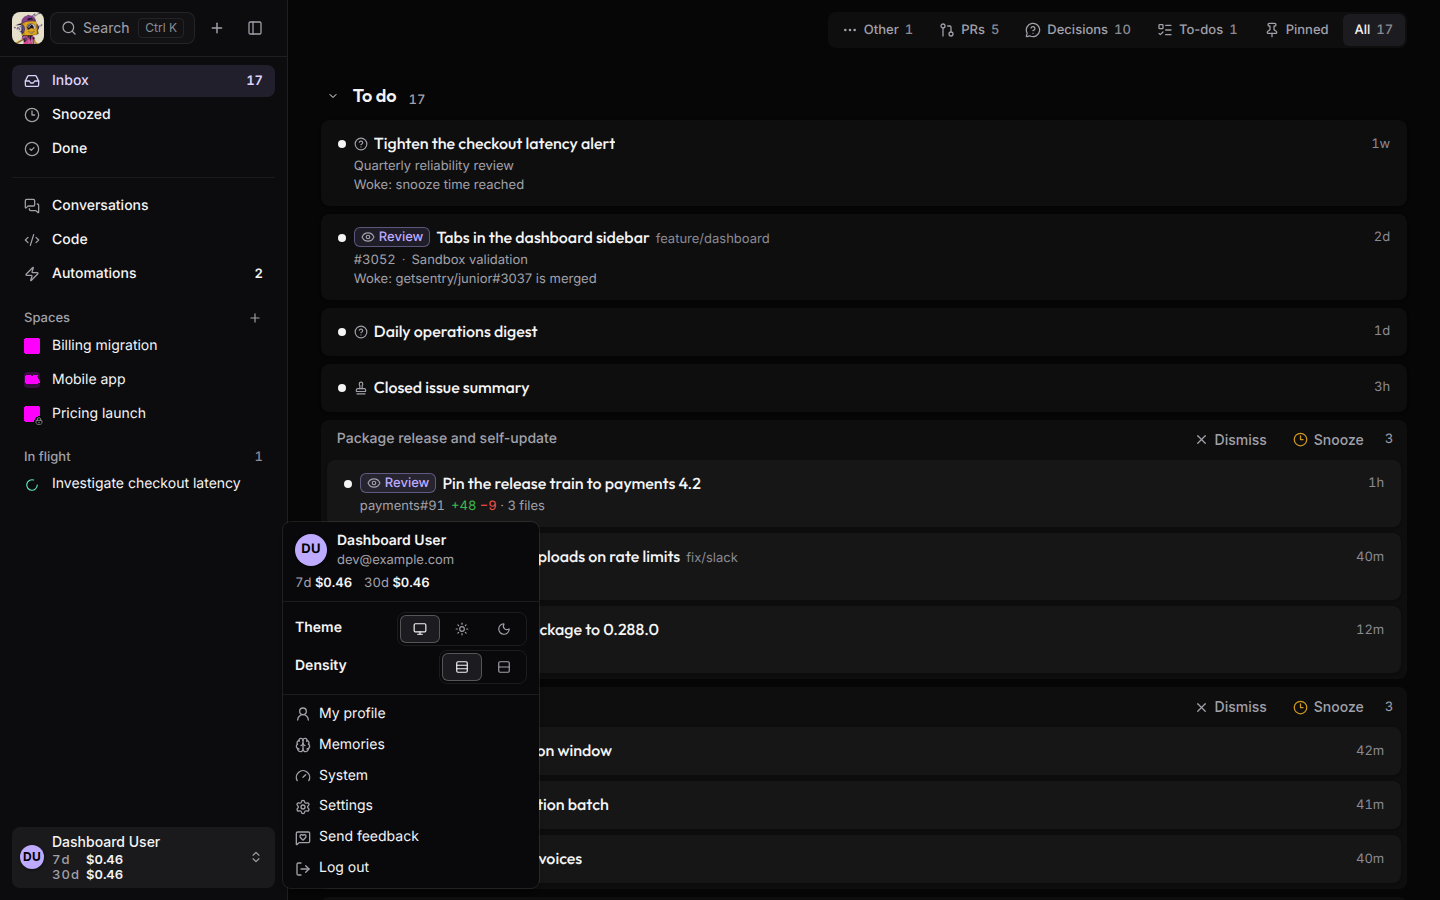 Search Ctrl K
Inbox 17
Snoozed
Done
Conversations
Code
Automations 2
Spaces
Billing migration
Mobile app
Pricing launch
In flight 1
Investigate checkout latency
Dashboard User
DU
7d $0.46
30d $0.46
Other 1
PRs 5
Decisions 10
To-dos 1
Pinned
All 17
To do 17
Tighten the checkout latency alert 1w
Quarterly reliability review
Woke: snooze time reached
Review Tabs in the dashboard sidebar feature/dashboard 2d
#3052 · Sandbox validation
Woke: getsentry/junior#3037 is merged
Daily operations digest 1d
Closed issue summary 3h
Package release and self-update Dismiss Snooze 3
Review Pin the release train to payments 4.2 1h
payments#91 +48 −9 · 3 files
ploads on rate limits fix/slack 40m
ckage to 0.288.0 12m
Dismiss Snooze 3
on window 42m
tion batch 41m
voices 40m
DU
Dashboard User
dev@example.com
7d $0.46 30d $0.46
Theme
Density
My profile
Memories
System
Settings
Send feedback
Log out